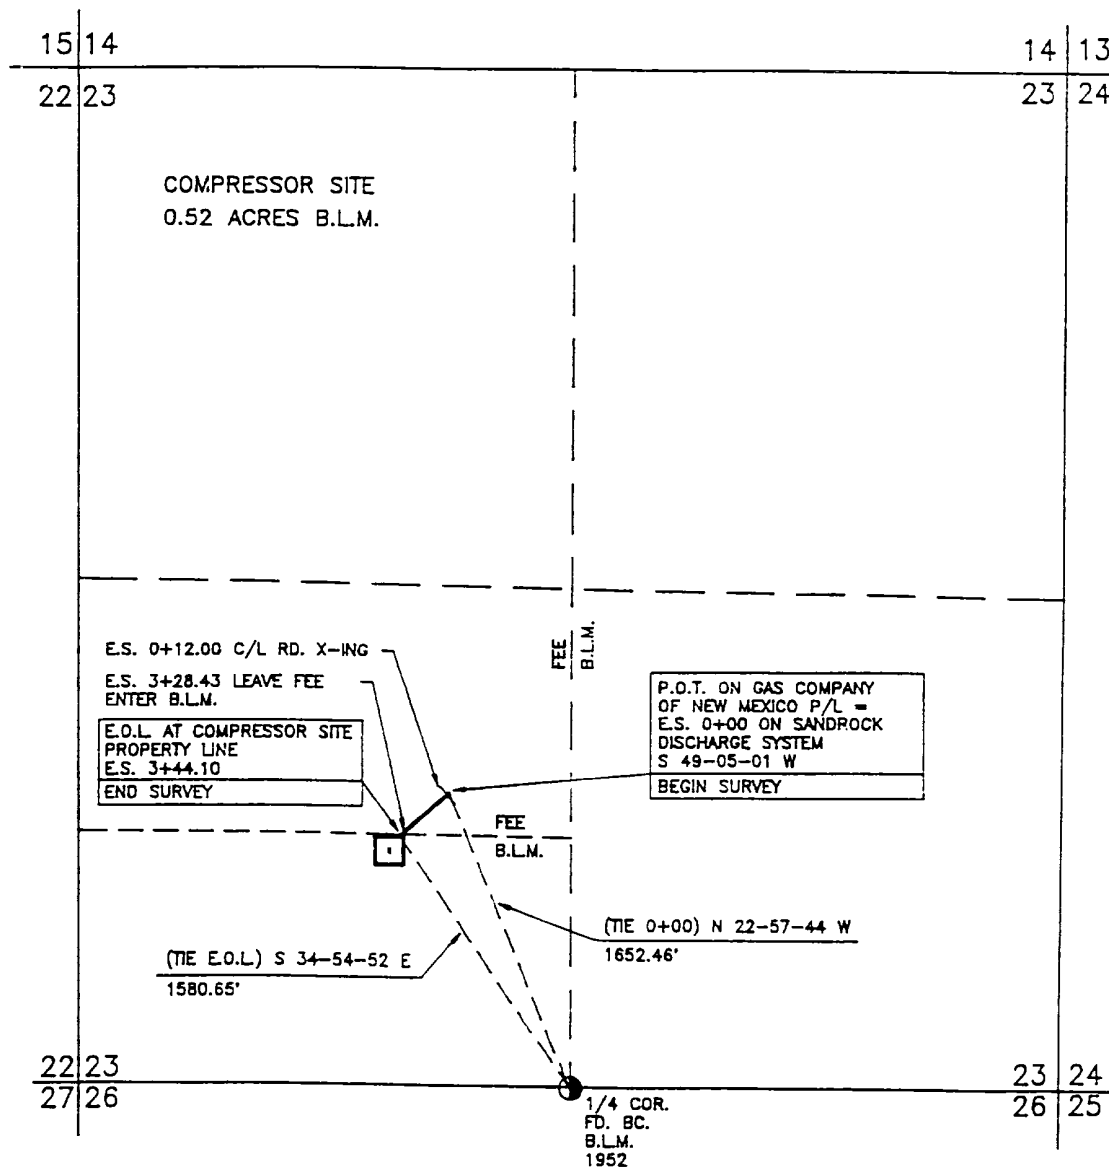 15 14
14 13
22 23
23 24
COMPRESSOR SITE
0.52 ACRES B.L.M.
FEE
B.L.M.
E.S. 0+12.00 C/L RD. X-ING
E.S. 3+28.43 LEAVE FEE
ENTER B.L.M.
E.O.L. AT COMPRESSOR SITE
PROPERTY LINE
E.S. 3+44.10
END SURVEY
P.O.T. ON GAS COMPANY
OF NEW MEXICO P/L =
E.S. 0+00 ON SANDROCK
DISCHARGE SYSTEM
S 49-05-01 W
BEGIN SURVEY
FEE
B.L.M.
(TIE 0+00) N 22-57-44 W
1652.46'
(TIE E.O.L.) S 34-54-52 E
1580.65'
22 23
23 24
27 26
26 25
1/4 COR.
FD. BC.
B.L.M.
1952